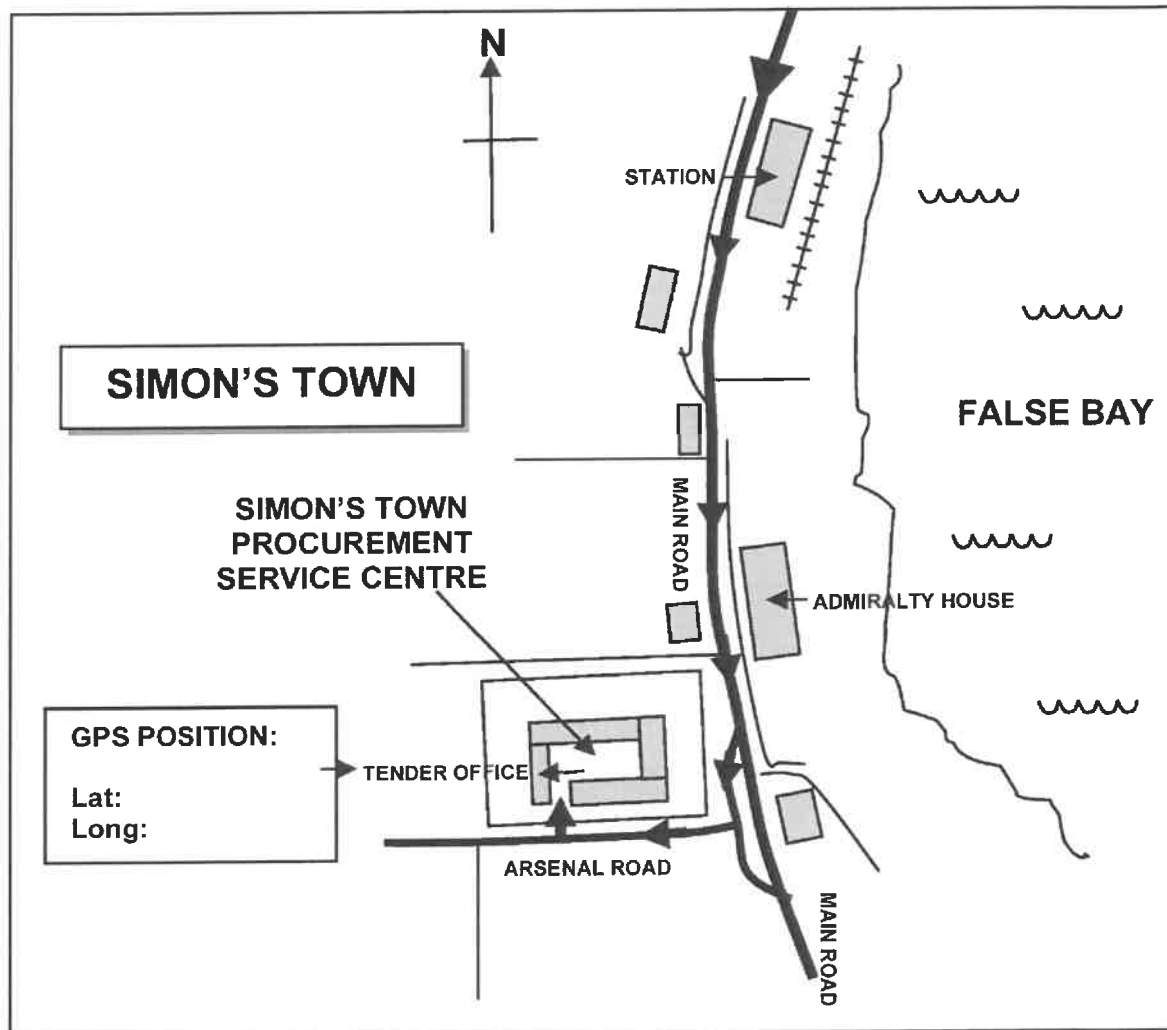 N
STATION
SIMON'S TOWN
FALSE BAY
SIMON'S TOWN
PROCUREMENT
SERVICE CENTRE
MAIN ROAD
ADMIRALTY HOUSE
GPS POSITION:
Lat:
Long:
TENDER OFFICE
ARSENAL ROAD
MAIN ROAD